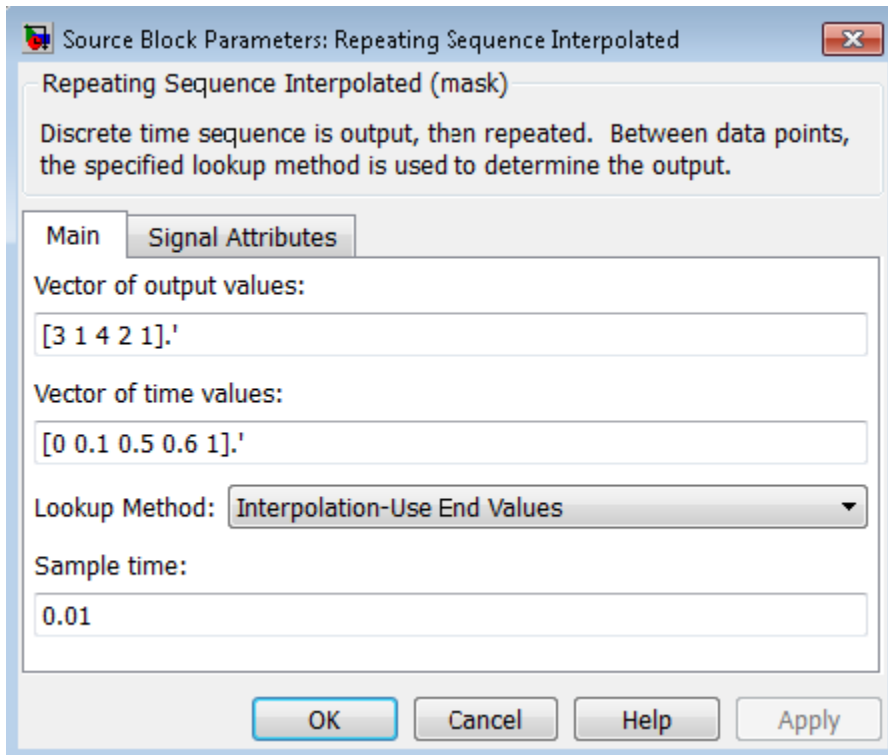 Source Block Parameters: Repeating Sequence Interpolated
Repeating Sequence Interpolated (mask)
Discrete time sequence is output, then repeated. Between data points,
the specified lookup method is used to determine the output.
Main Signal Attributes
Vector of output values:
[3 1 4 2 1].'
Vector of time values:
[0 0.1 0.5 0.6 1].'
Lookup Method: Interpolation-Use End Values
Sample time:
0.01
OK Cancel Help Apply